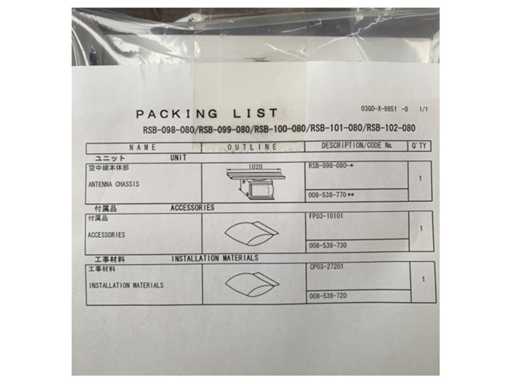 PACKING LIST
03GO-X-9851 -0 1/1
RSB-098-080/RSB-099-080/RSB-100-080/RSB-101-080/RSB-102-080
NAME OUTLINE DESCRIPTION/CODE No. Q'TY
ユニット UNIT
空中線本体部
ANTENNA CHASSIS
1020
RSB-098-080-*
008-538-770**
1
付属品 ACCESSORIES
付属品
ACCESSORIES
FP03-10101
008-539-730
1
工事材料 INSTALLATION MATERIALS
工事材料
INSTALLATION MATERIALS
CP03-27201
008-539-720
1